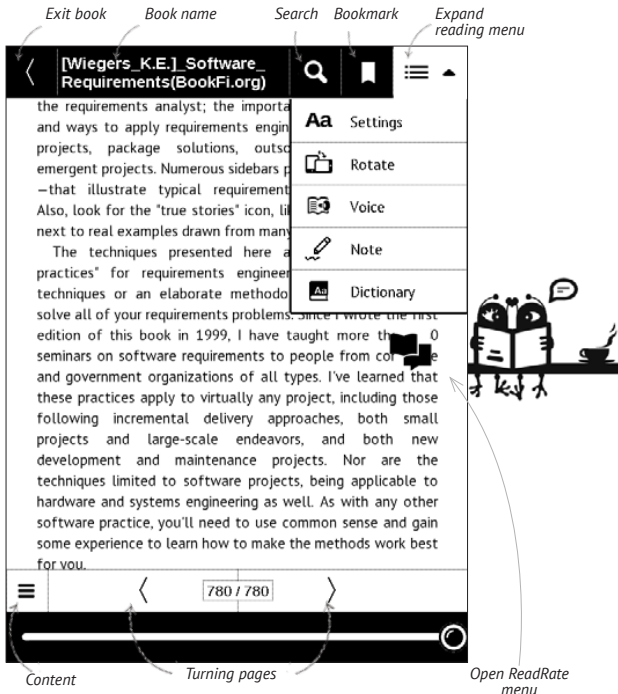 Exit book
Book name
Search
Bookmark
Expand
reading menu
[Wiegers_K.E.]_Software_
Requirements(BookFi.org)
the requirements analyst; the importa
and ways to apply requirements engin
projects, package solutions, outso
emergent projects. Numerous sidebars p
—that illustrate typical requirement
Also, look for the "true stories" icon, li
next to real examples drawn from many
Aa Settings
Rotate
Voice
Note
Aa Dictionary
The techniques presented here a
practices" for requirements engineer
techniques or an elaborate methodo
solve all of your requirements problems. Since I wrote the first
edition of this book in 1999, I have taught more th 0
seminars on software requirements to people from co e
and government organizations of all types. I've learned that
these practices apply to virtually any project, including those
following incremental delivery approaches, both small
projects and large-scale endeavors, and both new
development and maintenance projects. Nor are the
techniques limited to software projects, being applicable to
hardware and systems engineering as well. As with any other
software practice, you'll need to use common sense and gain
some experience to learn how to make the methods work best
for you.
780 / 780
Content
Turning pages
Open ReadRate
menu